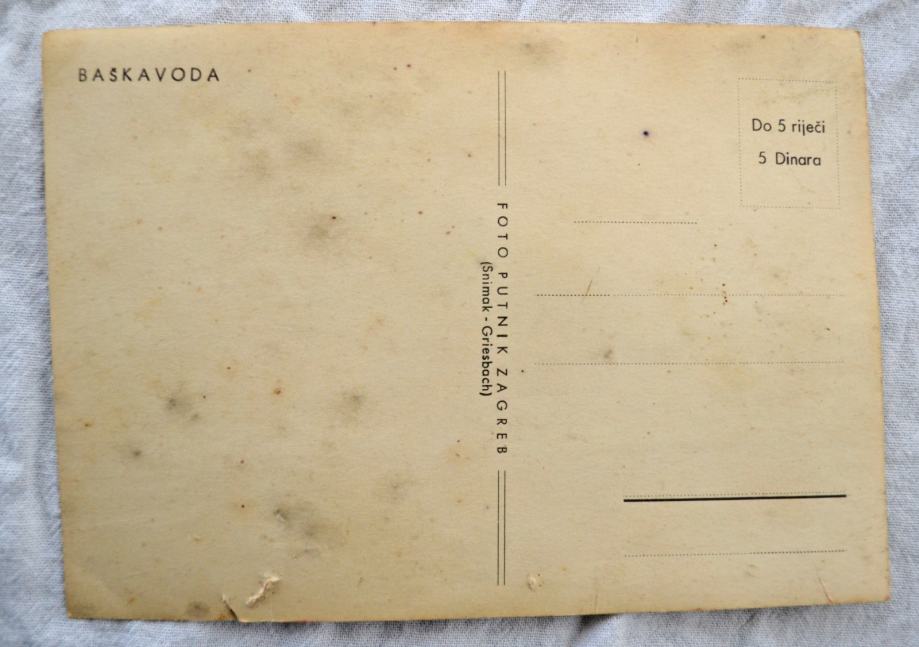 BAŠKAVODA
FOTO PUTNIK ZAGREB
(Snimak - Griesbach)
Do 5 riječi
5 Dinara